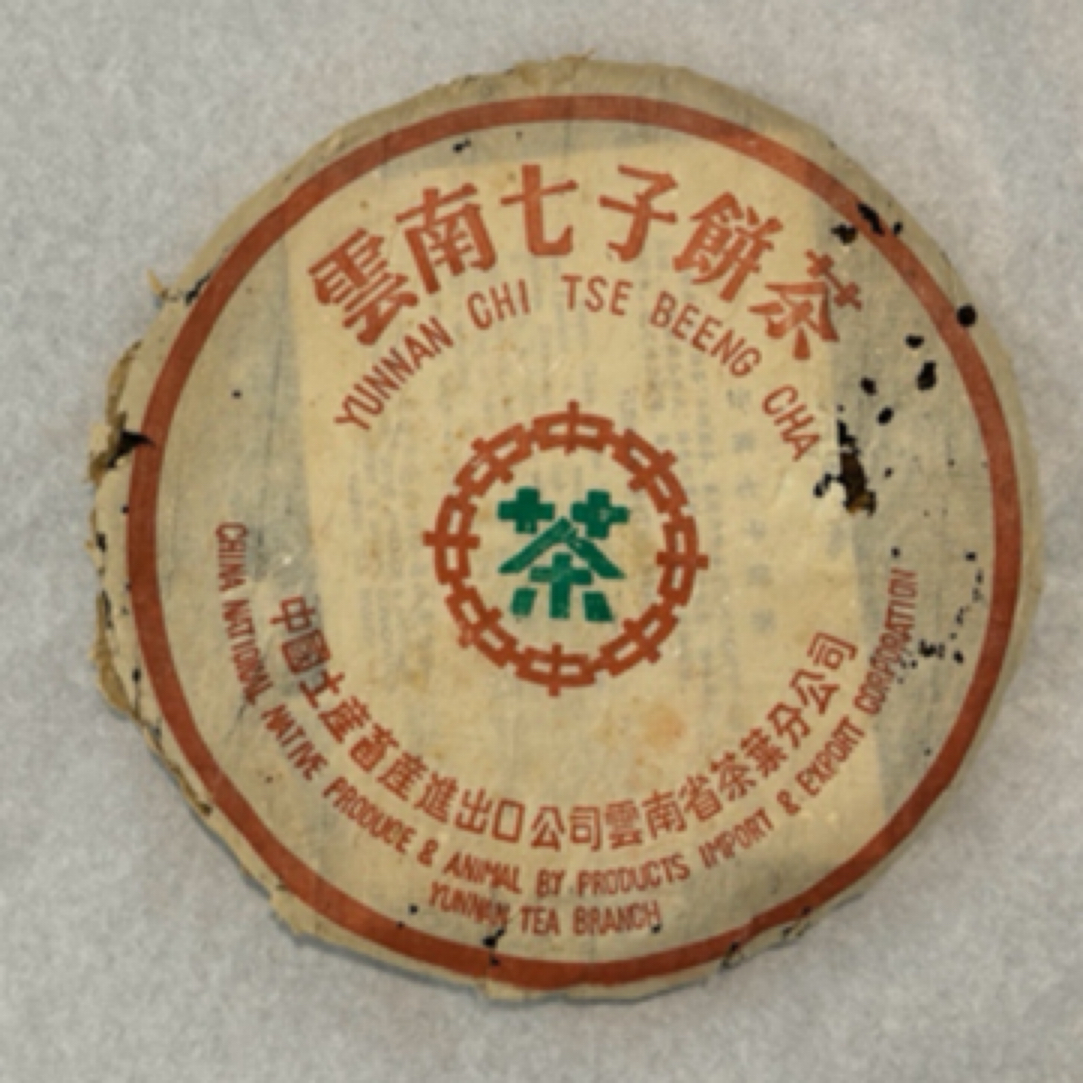 雲南七子餅茶
YUNNAN CHI TSE BEENG CHA
茶
中國土産畜産進出口公司雲南省茶葉分公司
CHINA NATIONAL NATIVE PRODUCE & ANIMAL BY PRODUCTS IMPORT & EXPORT CORPORATION
YUNNAN TEA BRANCH